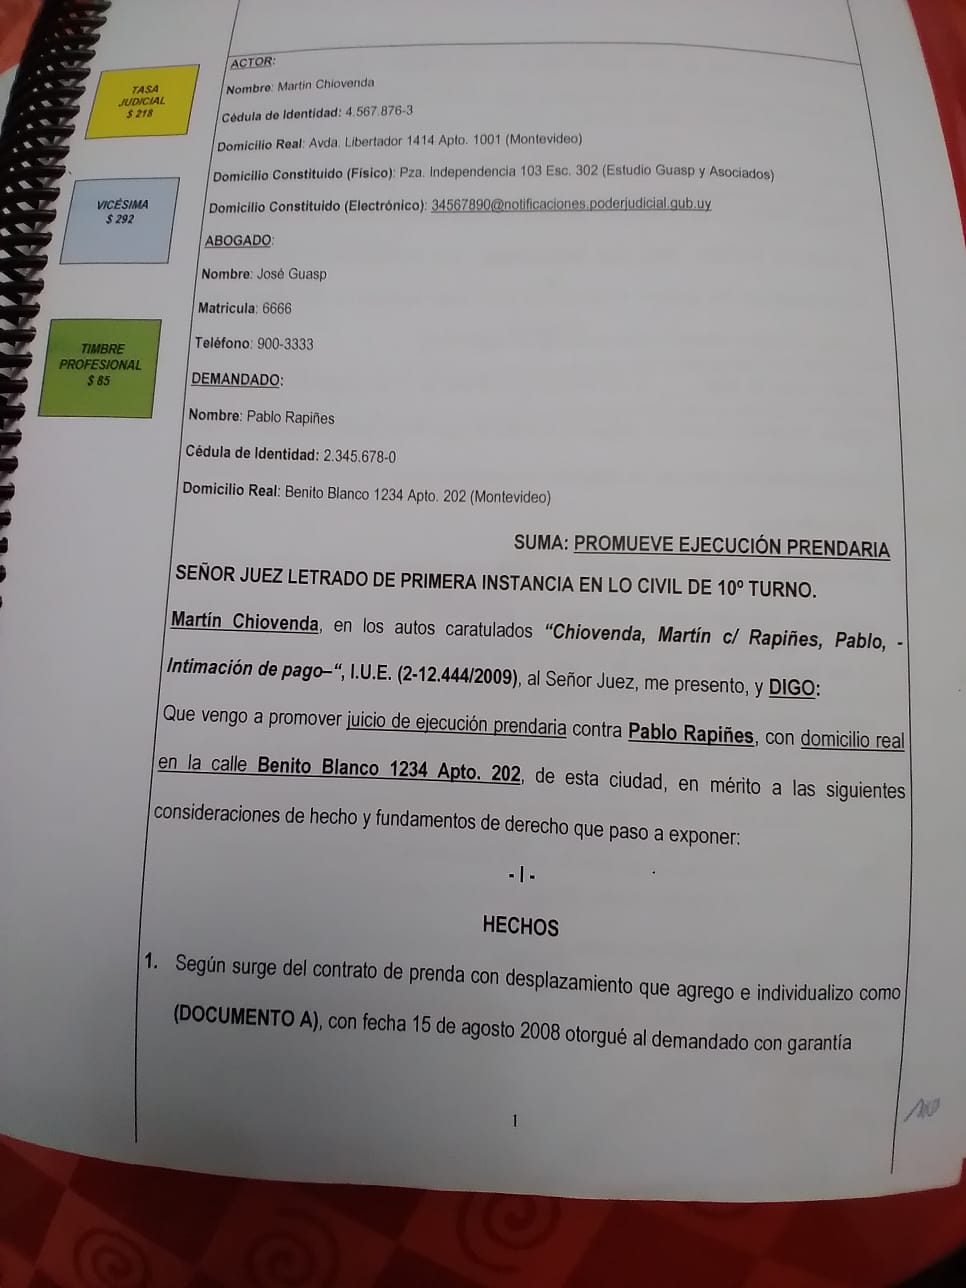 TASA
JUDICIAL
$ 218
VICÉSIMA
$ 292
TIMBRE
PROFESIONAL
$ 85
ACTOR:
Nombre: Martín Chiovenda
Cédula de Identidad: 4.567.876-3
Domicilio Real: Avda. Libertador 1414 Apto. 1001 (Montevideo)
Domicilio Constituido (Físico): Pza. Independencia 103 Esc. 302 (Estudio Guasp y Asociados)
Domicilio Constituido (Electrónico): 34567890@notificaciones.poderjudicial.gub.uy
ABOGADO:
Nombre: José Guasp
Matricula: 6666
Teléfono: 900-3333
DEMANDADO:
Nombre: Pablo Rapiñes
Cédula de Identidad: 2.345.678-0
Domicilio Real: Benito Blanco 1234 Apto. 202 (Montevideo)
SUMA: PROMUEVE EJECUCIÓN PRENDARIA
SEÑOR JUEZ LETRADO DE PRIMERA INSTANCIA EN LO CIVIL DE 10º TURNO.
Martín Chiovenda, en los autos caratulados “Chiovenda, Martín c/ Rapiñes, Pablo, -
Intimación de pago–“, I.U.E. (2-12.444/2009), al Señor Juez, me presento, y DIGO:
Que vengo a promover juicio de ejecución prendaria contra Pablo Rapiñes, con domicilio real
en la calle Benito Blanco 1234 Apto. 202, de esta ciudad, en mérito a las siguientes
consideraciones de hecho y fundamentos de derecho que paso a exponer:
- I -
HECHOS
1. Según surge del contrato de prenda con desplazamiento que agrego e individualizo como
(DOCUMENTO A), con fecha 15 de agosto 2008 otorgué al demandado con garantía
1